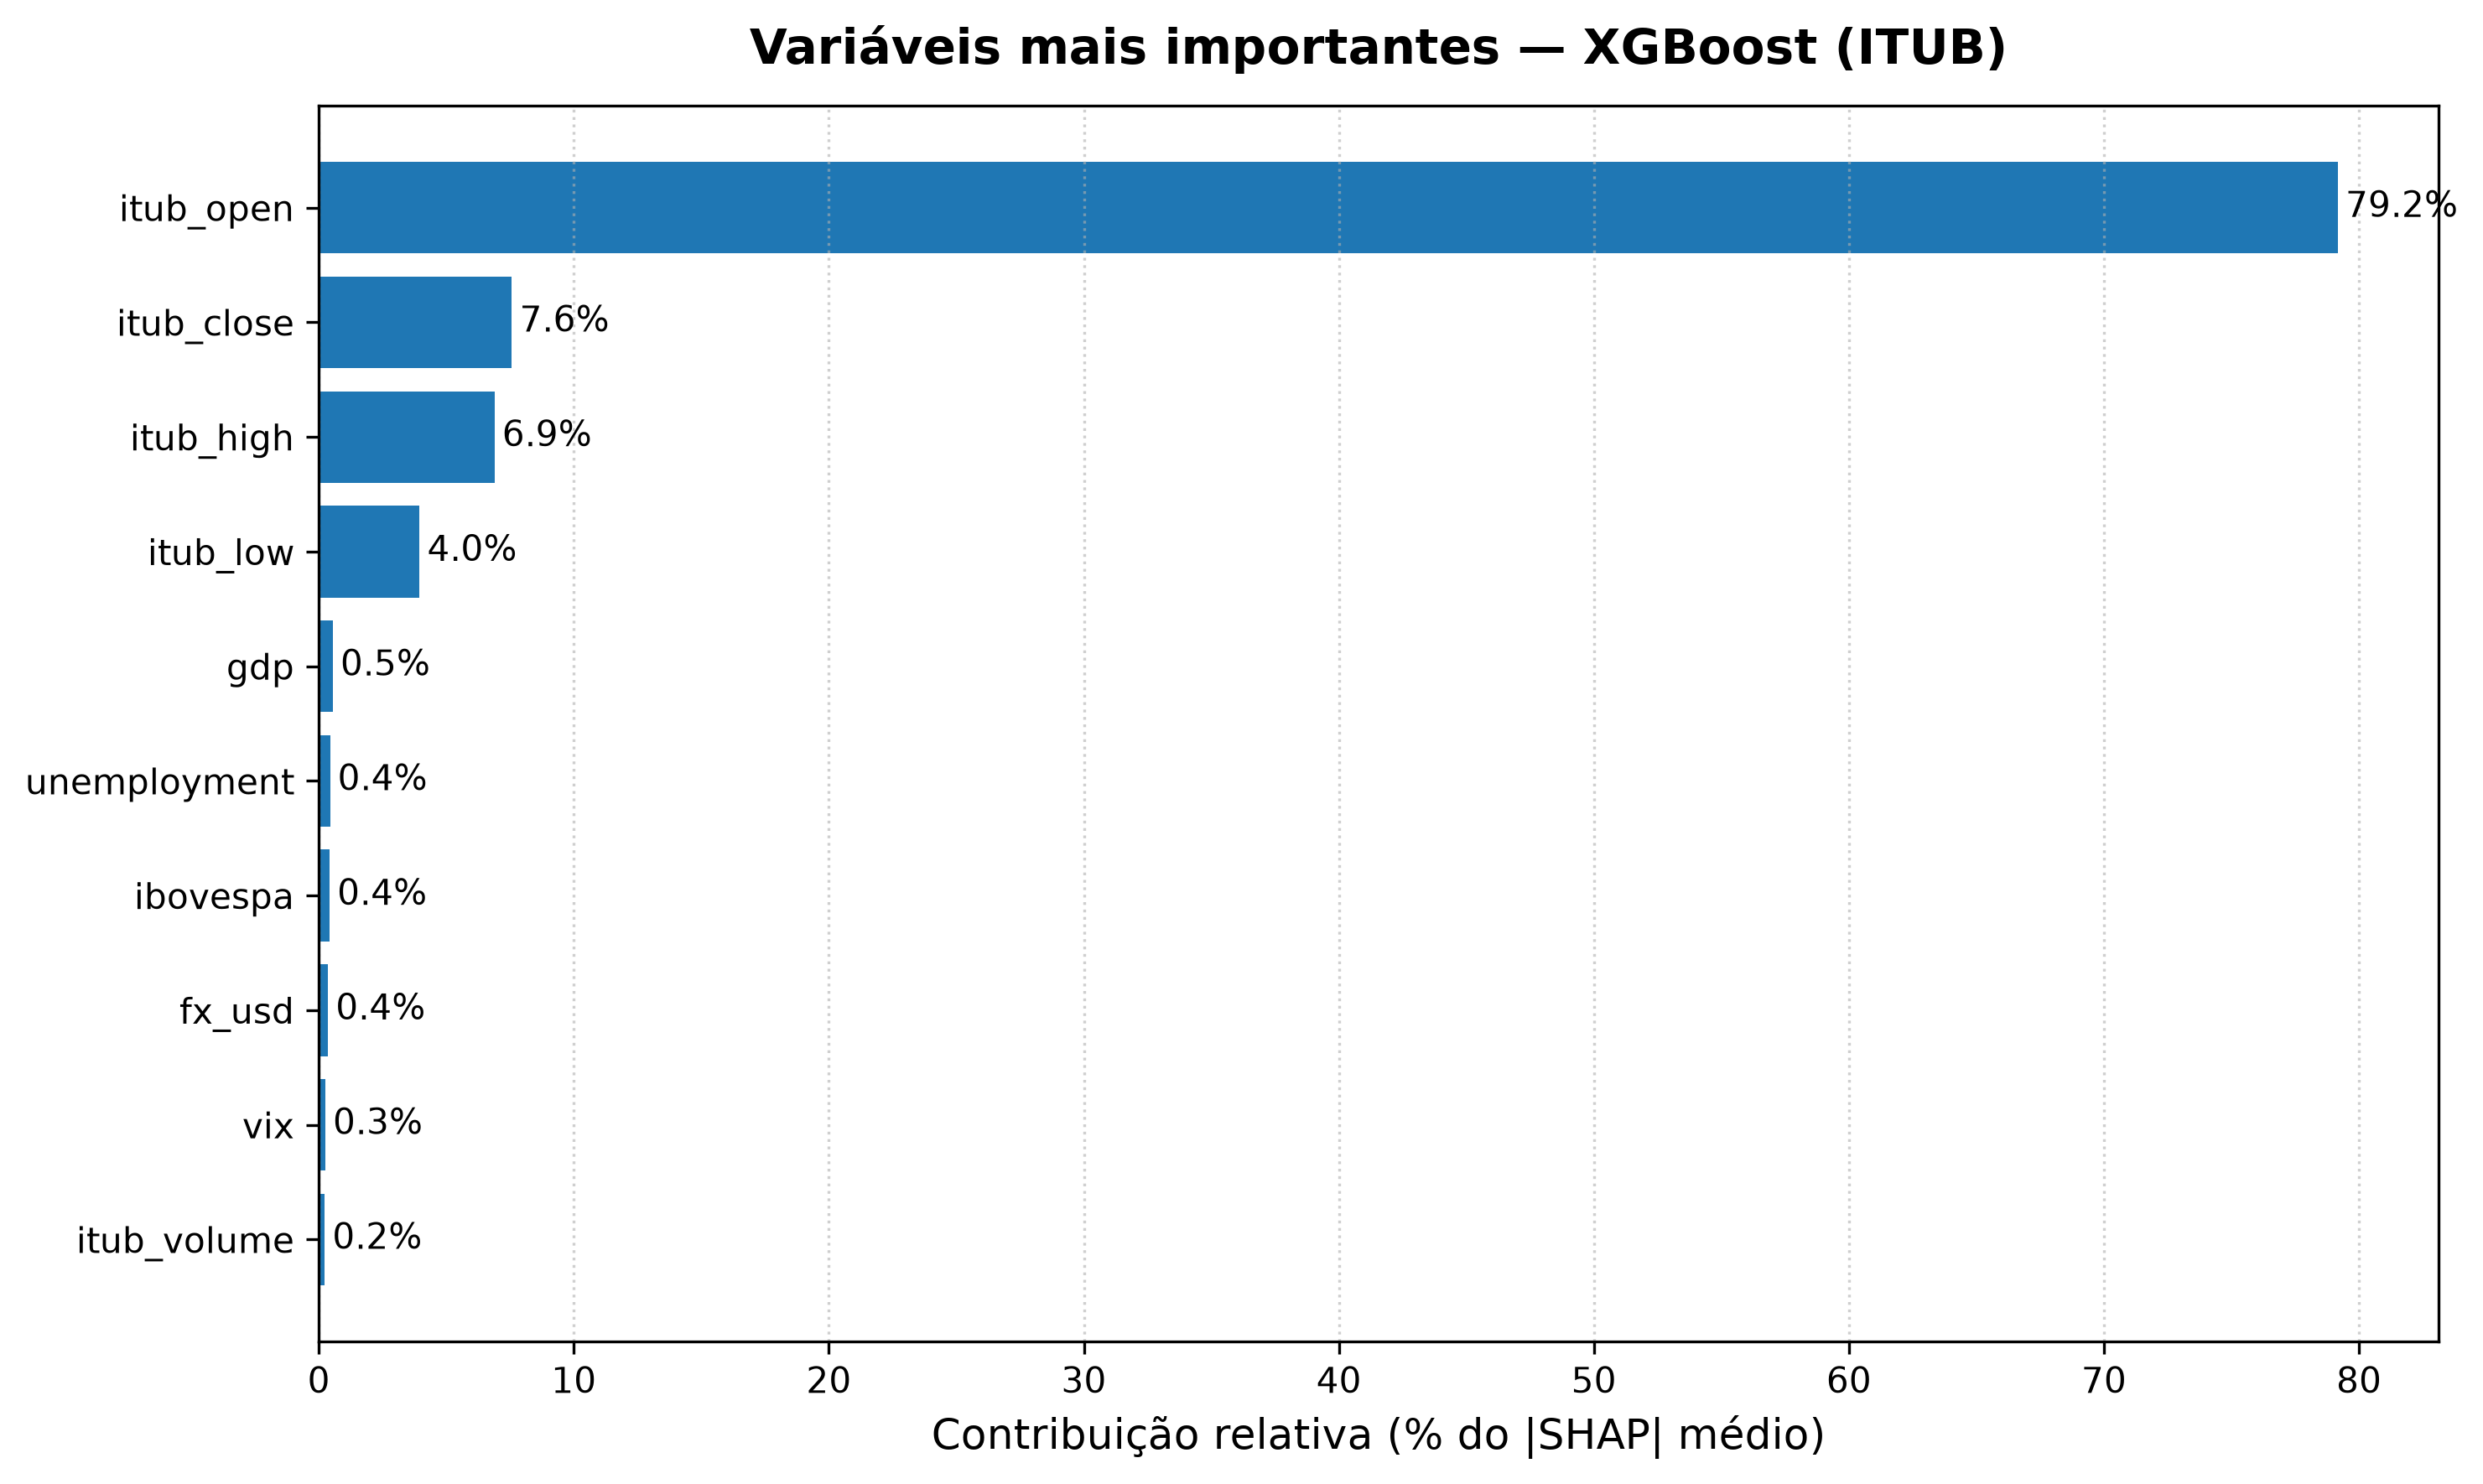 Variáveis mais importantes — XGBoost (ITUB)
itub_open 79.2%
itub_close 7.6%
itub_high 6.9%
itub_low 4.0%
gdp 0.5%
unemployment 0.4%
ibovespa 0.4%
fx_usd 0.4%
vix 0.3%
itub_volume 0.2%
0 10 20 30 40 50 60 70 80
Contribuição relativa (% do |SHAP| médio)